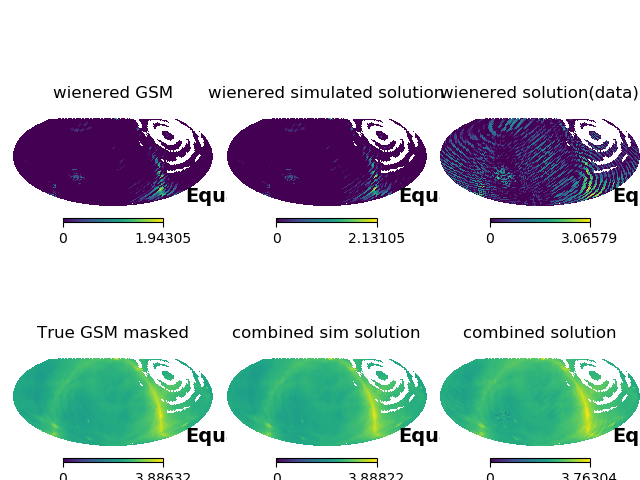 wienered GSM
wienered simulated solution
wienered solution(data)
Equ
Equ
Eq
0 1.94305
0 2.13105
0 3.06579
True GSM masked
combined sim solution
combined solution
Equ
Equ
Eq
0 3.88632
0 3.88822
0 3.76304